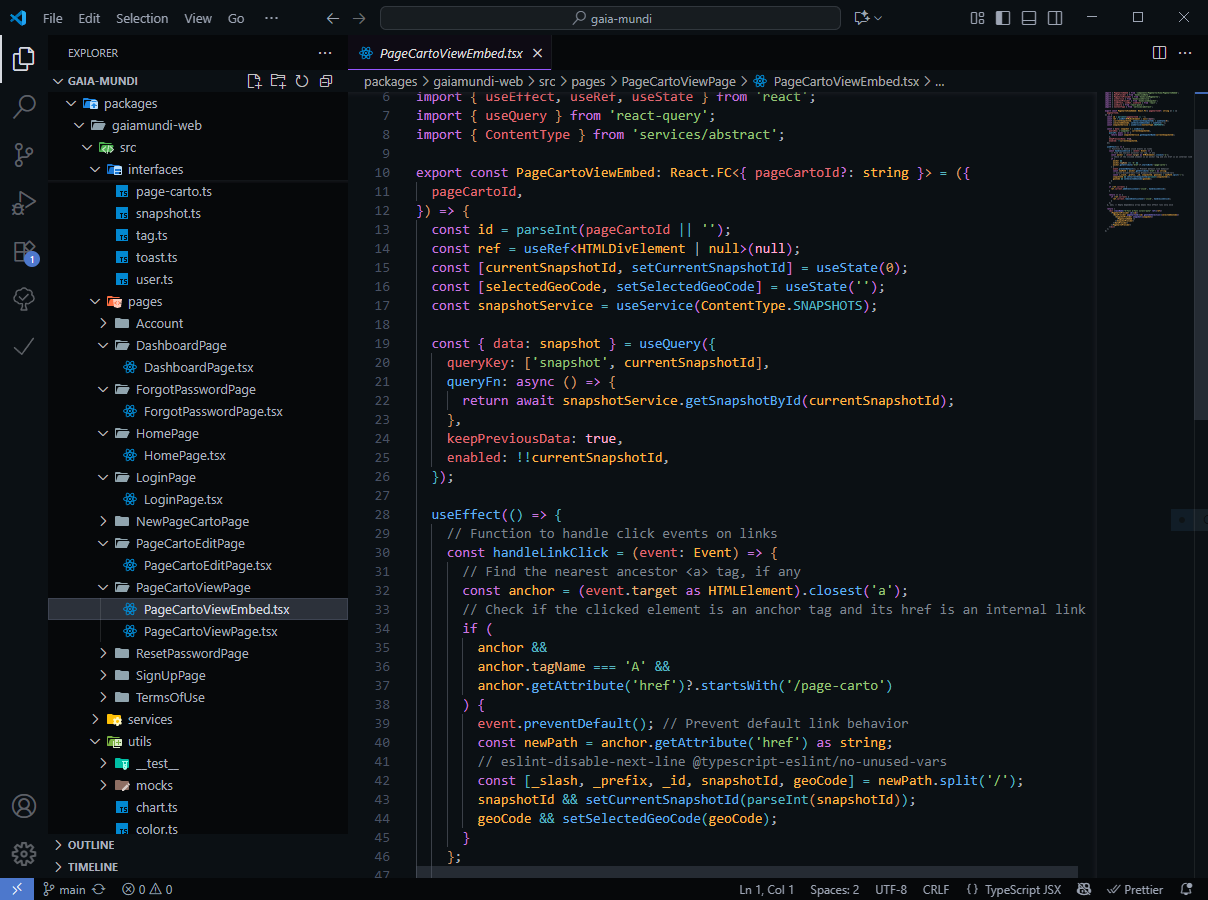 File Edit Selection View Go ··· gaia-mundi
EXPLORER
GAIA-MUNDI
packages
gaiamundi-web
src
interfaces
page-carto.ts
snapshot.ts
tag.ts
toast.ts
user.ts
pages
Account
DashboardPage
DashboardPage.tsx
ForgotPasswordPage
ForgotPasswordPage.tsx
HomePage
HomePage.tsx
LoginPage
LoginPage.tsx
NewPageCartoPage
PageCartoEditPage
PageCartoEditPage.tsx
PageCartoViewPage
PageCartoViewEmbed.tsx
PageCartoViewPage.tsx
ResetPasswordPage
SignUpPage
TermsOfUse
services
utils
__test__
mocks
chart.ts
color.ts
OUTLINE
TIMELINE
1
PageCartoViewEmbed.tsx
packages > gaiamundi-web > src > pages > PageCartoViewPage > PageCartoViewEmbed.tsx > ...
6 import { useEffect, useRef, useState } from 'react';
7 import { useQuery } from 'react-query';
8 import { ContentType } from 'services/abstract';
9
10 export const PageCartoViewEmbed: React.FC<{ pageCartoId?: string }> = ({
11 pageCartoId,
12 }) => {
13 const id = parseInt(pageCartoId || '');
14 const ref = useRef<HTMLDivElement | null>(null);
15 const [currentSnapshotId, setCurrentSnapshotId] = useState(0);
16 const [selectedGeoCode, setSelectedGeoCode] = useState('');
17 const snapshotService = useService(ContentType.SNAPSHOTS);
18
19 const { data: snapshot } = useQuery({
20 queryKey: ['snapshot', currentSnapshotId],
21 queryFn: async () => {
22 return await snapshotService.getSnapshotById(currentSnapshotId);
23 },
24 keepPreviousData: true,
25 enabled: !!currentSnapshotId,
26 });
27
28 useEffect(() => {
29 // Function to handle click events on links
30 const handleLinkClick = (event: Event) => {
31 // Find the nearest ancestor <a> tag, if any
32 const anchor = (event.target as HTMLElement).closest('a');
33 // Check if the clicked element is an anchor tag and its href is an internal link
34 if (
35 anchor &&
36 anchor.tagName === 'A' &&
37 anchor.getAttribute('href')?.startsWith('/page-carto')
38 ) {
39 event.preventDefault(); // Prevent default link behavior
40 const newPath = anchor.getAttribute('href') as string;
41 // eslint-disable-next-line @typescript-eslint/no-unused-vars
42 const [_slash, _prefix, _id, snapshotId, geoCode] = newPath.split('/');
43 snapshotId && setCurrentSnapshotId(parseInt(snapshotId));
44 geoCode && setSelectedGeoCode(geoCode);
45 }
46 };
47
main 0 0 Ln 1, Col 1 Spaces: 2 UTF-8 CRLF {} TypeScript JSX Prettier